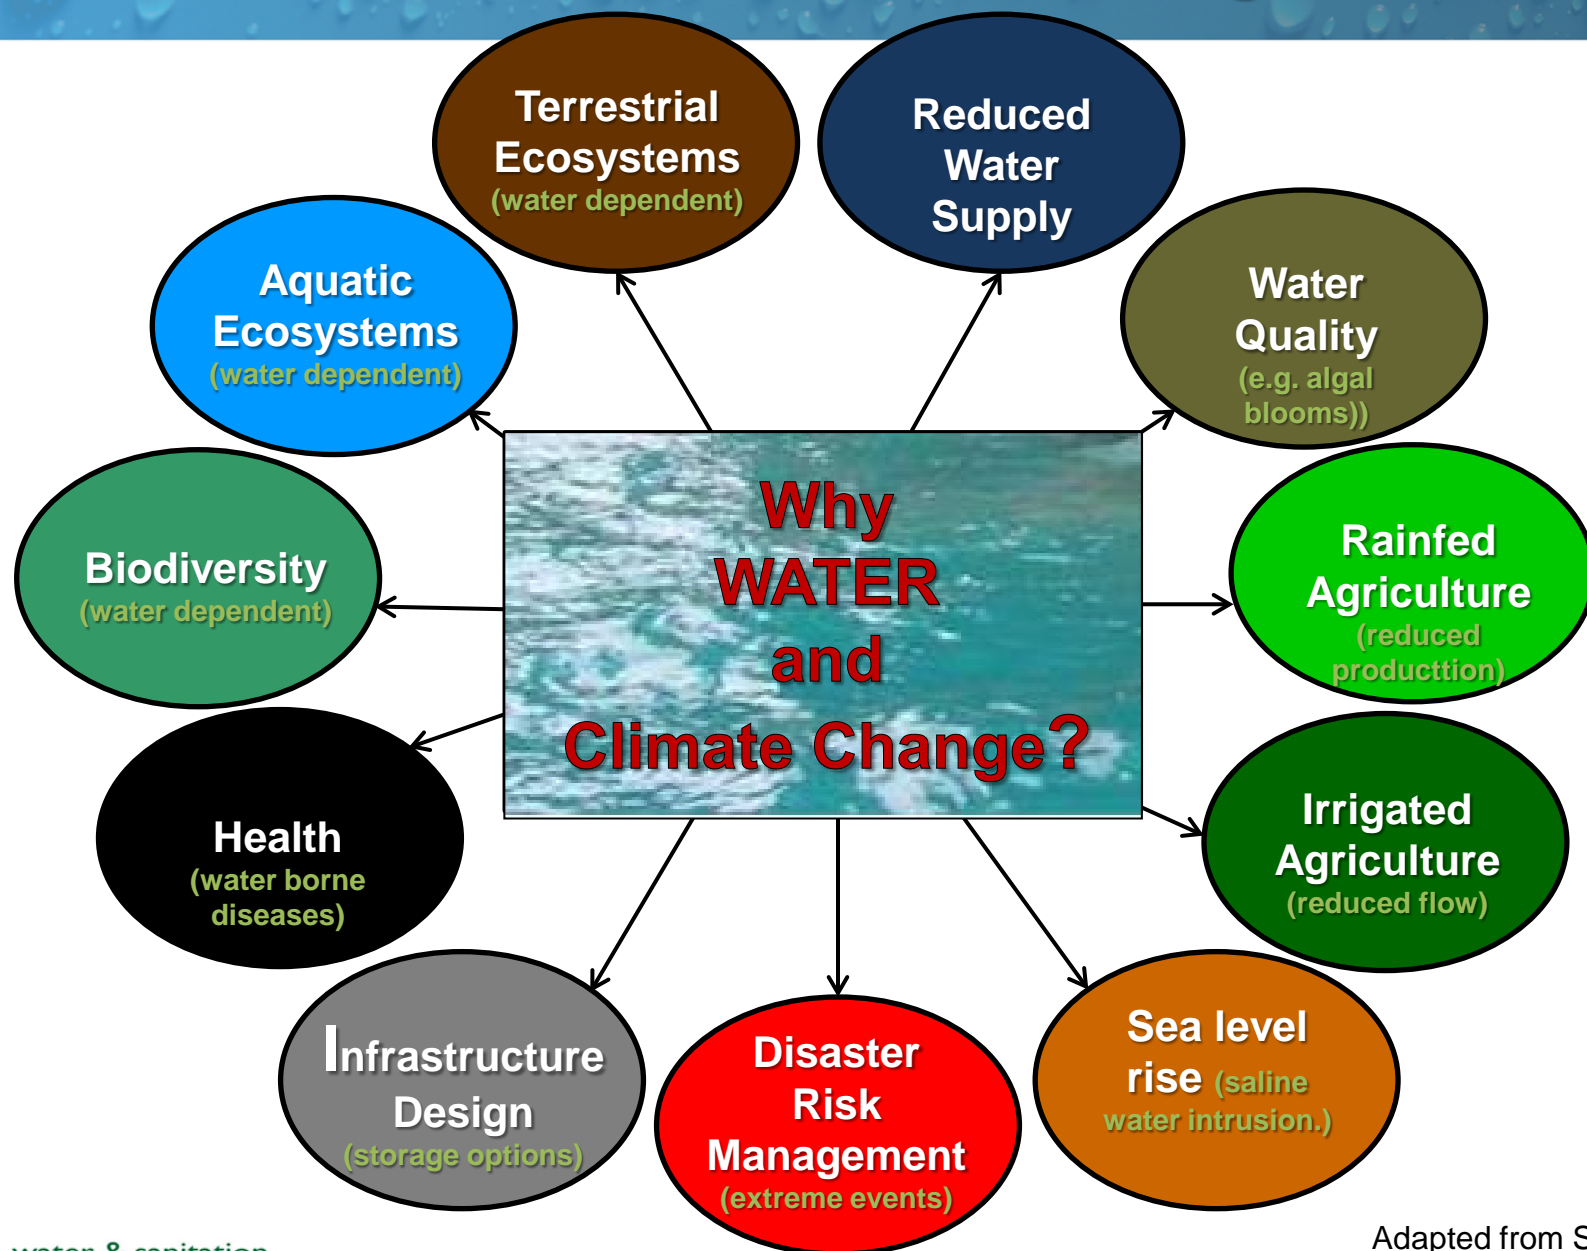 Terrestrial
Ecosystems
(water dependent)
Reduced
Water
Supply
Aquatic
Ecosystems
(water dependent)
Water
Quality
(e.g. algal
blooms))
Why
WATER
and
Climate Change?
Biodiversity
(water dependent)
Rainfed
Agriculture
(reduced
producttion)
Health
(water borne
diseases)
Irrigated
Agriculture
(reduced flow)
Infrastructure
Design
(storage options)
Disaster
Risk
Management
(extreme events)
Sea level
rise (saline
water intrusion.)
water & sanitation
Adapted from S